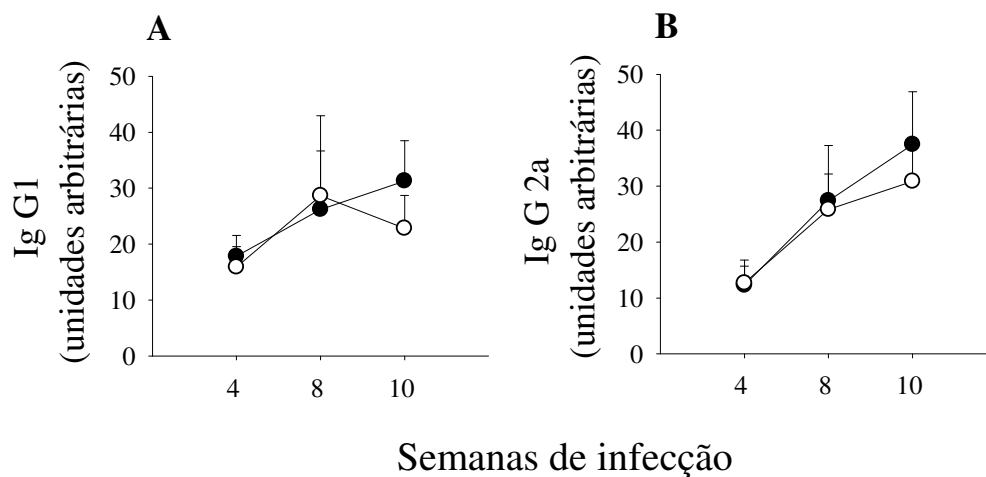 A
Ig G1
(unidades arbitrárias)
50
40
30
20
10
0
4 8 10
B
Ig G 2a
(unidades arbitrárias)
50
40
30
20
10
0
4 8 10
Semanas de infecção